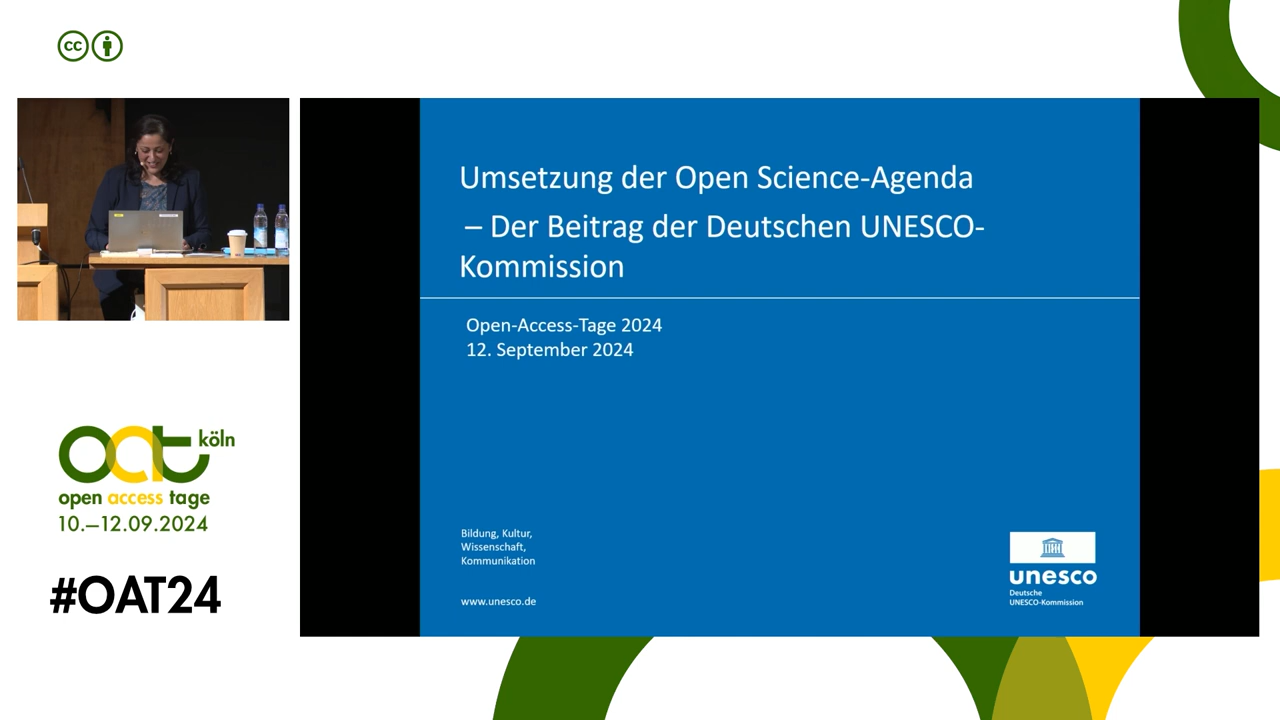 cc
Umsetzung der Open Science-Agenda
– Der Beitrag der Deutschen UNESCO-
Kommission
Open-Access-Tage 2024
12. September 2024
Bildung, Kultur,
Wissenschaft,
Kommunikation
www.unesco.de
unesco
Deutsche
UNESCO-Kommission
oat köln
open access tage
10.–12.09.2024
#OAT24